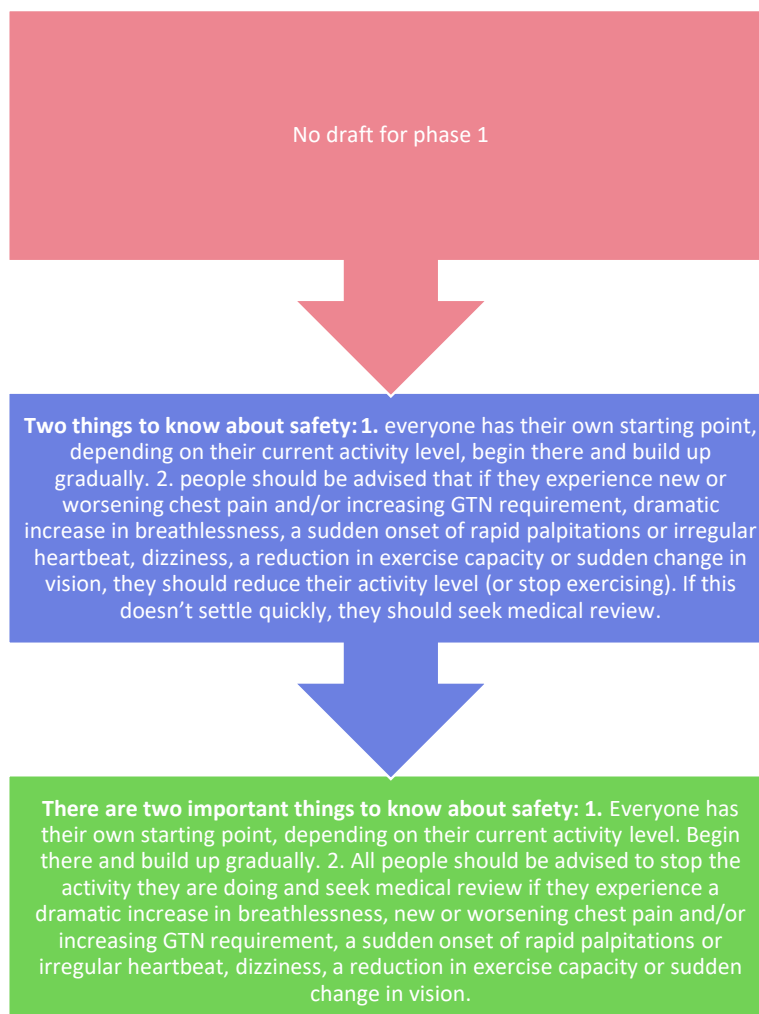 No draft for phase 1
Two things to know about safety: 1. everyone has their own starting point,
depending on their current activity level, begin there and build up
gradually. 2. people should be advised that if they experience new or
worsening chest pain and/or increasing GTN requirement, dramatic
increase in breathlessness, a sudden onset of rapid palpitations or irregular
heartbeat, dizziness, a reduction in exercise capacity or sudden change in
vision, they should reduce their activity level (or stop exercising). If this
doesn’t settle quickly, they should seek medical review.
There are two important things to know about safety: 1. Everyone has
their own starting point, depending on their current activity level. Begin
there and build up gradually. 2. All people should be advised to stop the
activity they are doing and seek medical review if they experience a
dramatic increase in breathlessness, new or worsening chest pain and/or
increasing GTN requirement, a sudden onset of rapid palpitations or
irregular heartbeat, dizziness, a reduction in exercise capacity or sudden
change in vision.